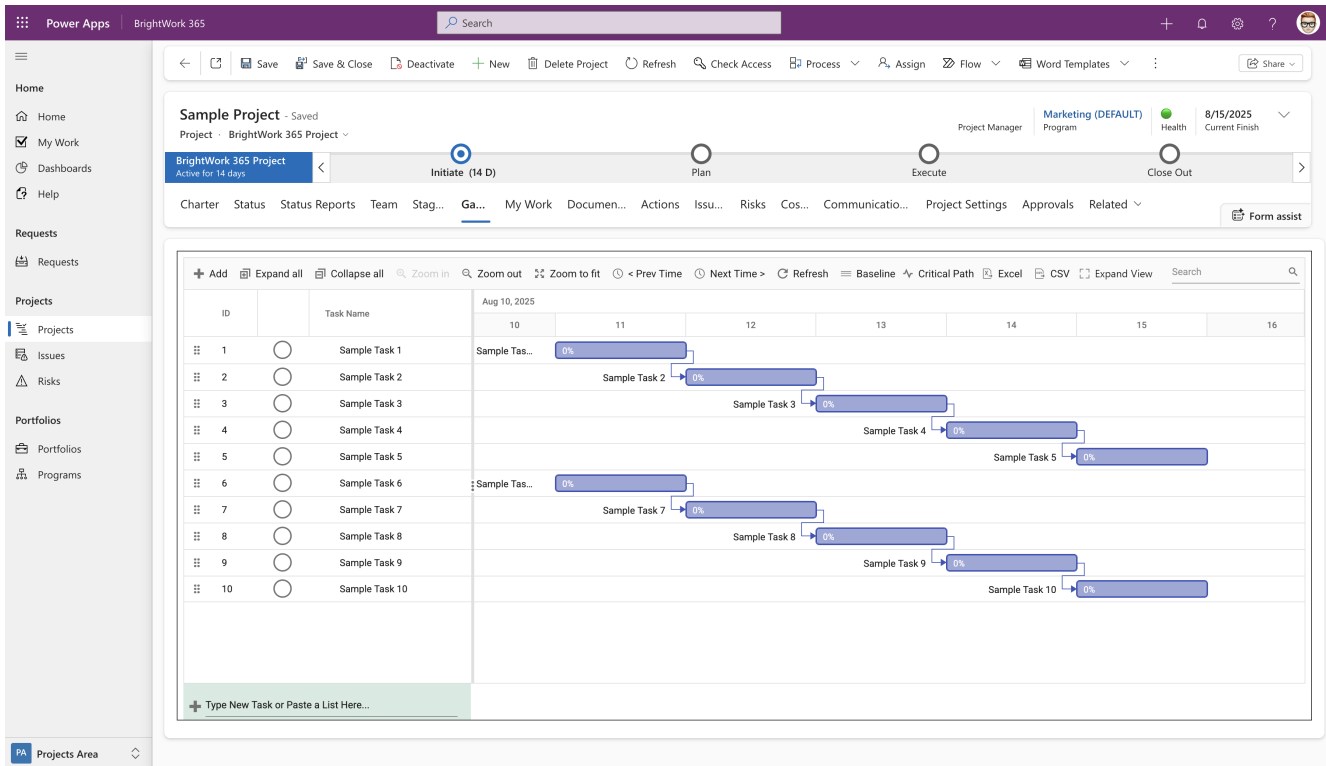 Power Apps BrightWork 365 Search
Save Save & Close Deactivate New Delete Project Refresh Check Access Process Assign Flow Word Templates Share
Home
Home
My Work
Dashboards
Help
Requests
Requests
Projects
Projects
Issues
Risks
Portfolios
Portfolios
Programs
PA Projects Area
Sample Project - Saved
Project · BrightWork 365 Project
Project Manager
Marketing (DEFAULT)
Program
Health
8/15/2025
Current Finish
BrightWork 365 Project
Active for 14 days
Initiate (14 D) Plan Execute Close Out
Charter Status Status Reports Team Stag... Ga... My Work Documen... Actions Issu... Risks Cos... Communicatio... Project Settings Approvals Related
Form assist
Add Expand all Collapse all Zoom in Zoom out Zoom to fit < Prev Time Next Time > Refresh Baseline Critical Path Excel CSV Expand View Search
ID Task Name Aug 10, 2025
10 11 12 13 14 15 16
1 Sample Task 1 Sample Tas... 0%
2 Sample Task 2 Sample Task 2 0%
3 Sample Task 3 Sample Task 3 0%
4 Sample Task 4 Sample Task 4 0%
5 Sample Task 5 Sample Task 5 0%
6 Sample Task 6 Sample Tas... 0%
7 Sample Task 7 Sample Task 7 0%
8 Sample Task 8 Sample Task 8 0%
9 Sample Task 9 Sample Task 9 0%
10 Sample Task 10 Sample Task 10 0%
Type New Task or Paste a List Here...